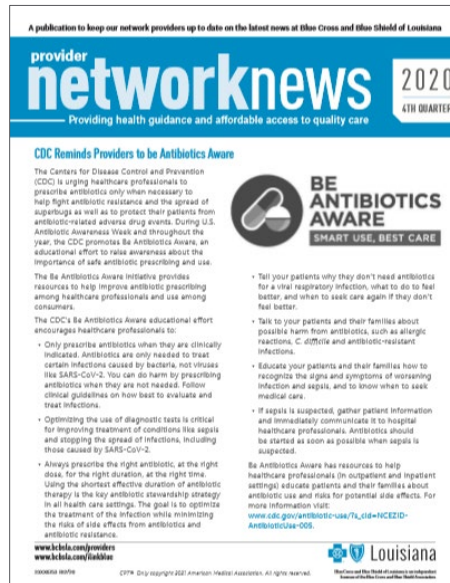 A publication to keep our network providers up to date on the latest news at Blue Cross and Blue Shield of Louisiana
provider
networknews
Providing health guidance and affordable access to quality care
2020
4TH QUARTER
CDC Reminds Providers to be Antibiotics Aware
The Centers for Disease Control and Prevention
(CDC) is urging healthcare professionals to
prescribe antibiotics only when necessary to
help fight antibiotic resistance and the spread of
superbugs as well as to protect their patients from
antibiotic-related adverse drug events. During U.S.
Antibiotic Awareness Week and throughout the
year, the CDC promotes Be Antibiotics Aware, an
educational effort to raise awareness about the
importance of safe antibiotic prescribing and use.
The Be Antibiotics Aware initiative provides
resources to help improve antibiotic prescribing
among healthcare professionals and use among
consumers.
The CDC's Be Antibiotics Aware educational effort
encourages healthcare professionals to:
• Only prescribe antibiotics when they are clinically
indicated. Antibiotics are only needed to treat
certain infections caused by bacteria, not viruses
like SARS-CoV-2. You can do harm by prescribing
antibiotics when they are not needed. Follow
clinical guidelines on how best to evaluate and
treat infections.
• Optimizing the use of diagnostic tests is critical
for improving treatment of conditions like sepsis
and stopping the spread of infections, including
those caused by SARS-CoV-2.
• Always prescribe the right antibiotic, at the right
dose, for the right duration, at the right time.
Using the shortest effective duration of antibiotic
therapy is the key antibiotic stewardship strategy
in all health care settings. The goal is to optimize
the treatment of the infection while minimizing
the risks of side effects from antibiotics and
antibiotic resistance.
BE
ANTIBIOTICS
AWARE
SMART USE, BEST CARE
• Tell your patients why they don't need antibiotics
for a viral respiratory infection, what to do to feel
better, and when to seek care again if they don't
feel better.
• Talk to your patients and their families about
possible harm from antibiotics, such as allergic
reactions, C. difficile and antibiotic-resistant
infections.
• Educate your patients and their families how to
recognize the signs and symptoms of worsening
infection and sepsis, and to know when to seek
medical care.
• If sepsis is suspected, gather patient information
and immediately communicate it to hospital
healthcare professionals. Antibiotics should
be started as soon as possible when sepsis is
suspected.
Be Antibiotics Aware has resources to help
healthcare professionals (in outpatient and inpatient
settings) educate patients and their families about
antibiotic use and risks for potential side effects. For
more information visit:
www.cdc.gov/antibiotic-use/?s_cid=NCEZID-
AntibioticUse-005.
www.bcbsla.com/providers
www.bcbsla.com/ilinkblue
Louisiana
CPT® Only copyright 2021 American Medical Association. All rights reserved.